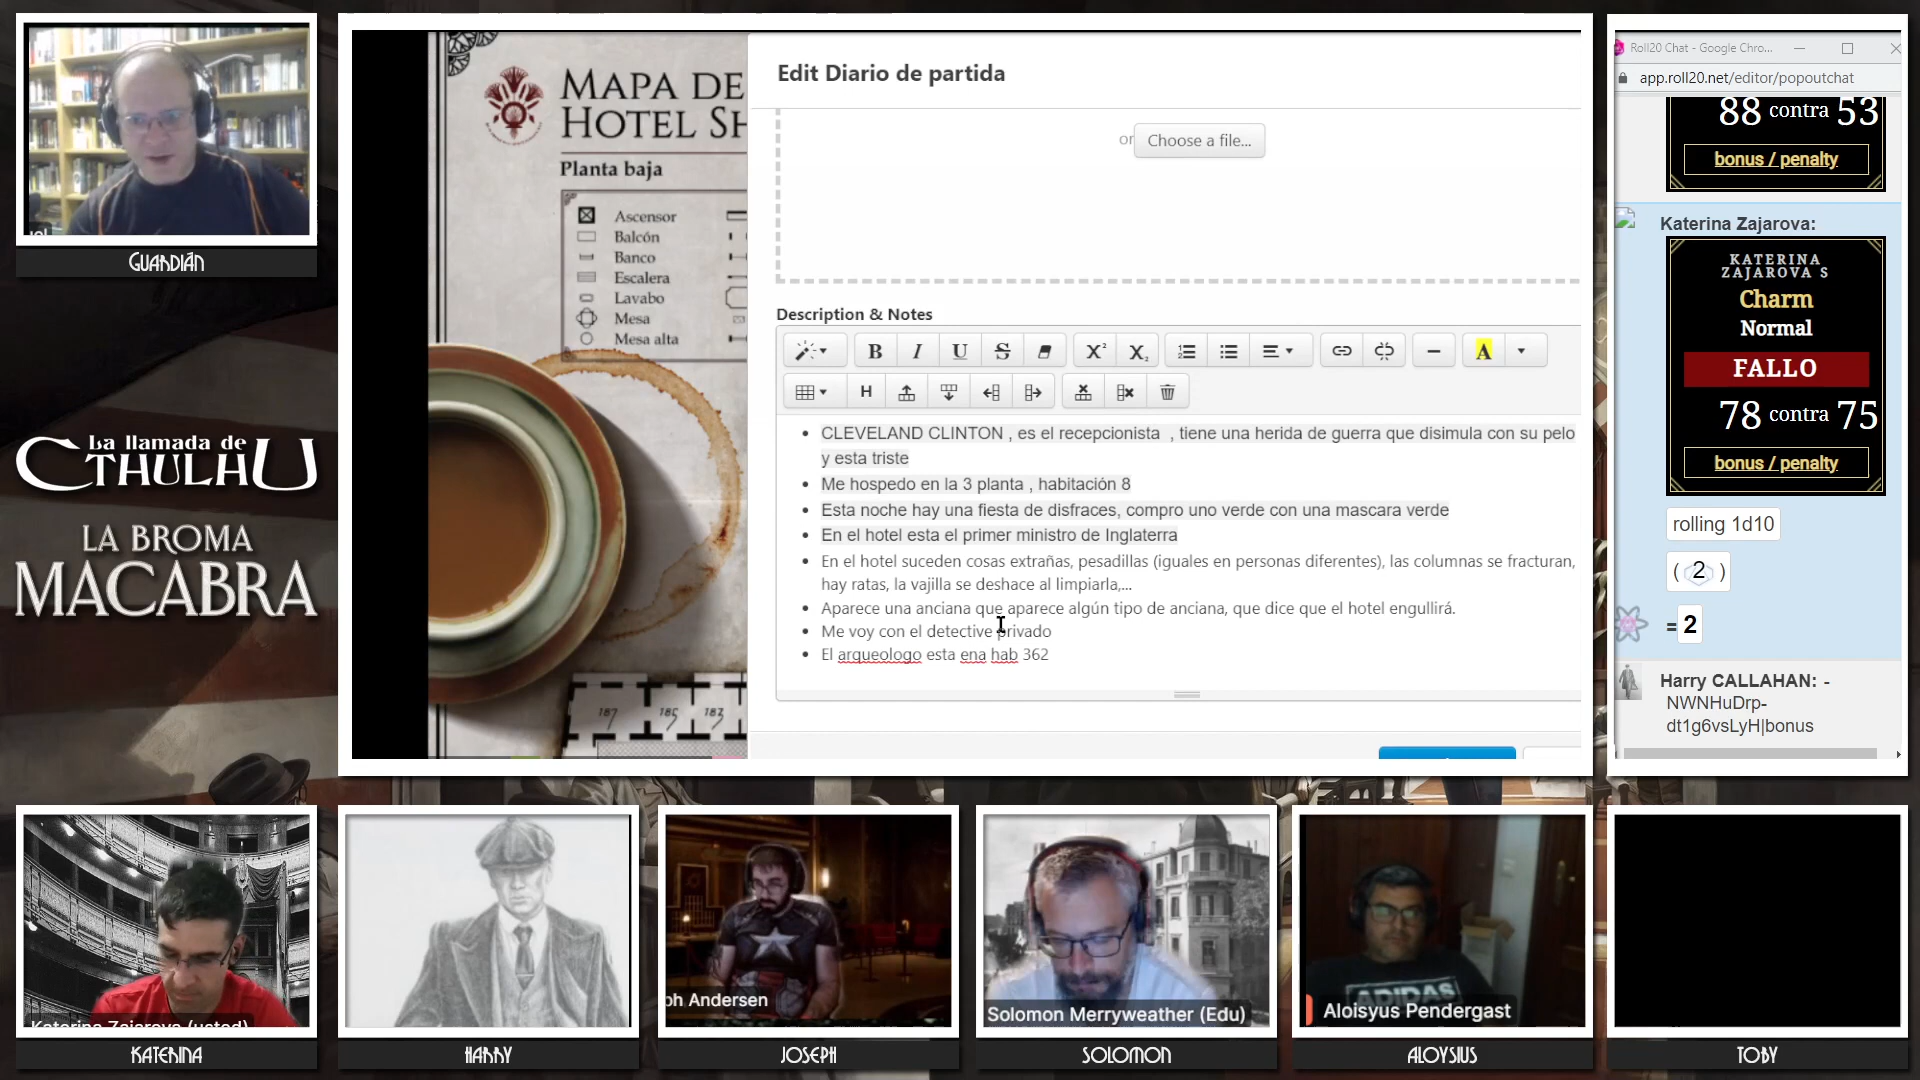 GUARDIÁN
La llamada de
CTHULHU
LA BROMA
MACABRA
MAPA DE
HOTEL SH
Planta baja
Ascensor
Balcón
Banco
Escalera
Lavabo
Mesa
Mesa alta
187 185 183
Edit Diario de partida
or Choose a file...
Description & Notes
B I U S X² X₂ A
H
CLEVELAND CLINTON , es el recepcionista , tiene una herida de guerra que disimula con su pelo
y esta triste
Me hospedo en la 3 planta , habitación 8
Esta noche hay una fiesta de disfraces, compro uno verde con una mascara verde
En el hotel esta el primer ministro de Inglaterra
En el hotel suceden cosas extrañas, pesadillas (iguales en personas diferentes), las columnas se fracturan,
hay ratas, la vajilla se deshace al limpiarla,...
Aparece una anciana que aparece algún tipo de anciana, que dice que el hotel engullirá.
Me voy con el detective privado
El arqueologo esta ena hab 362
Roll20 Chat - Google Chro...
app.roll20.net/editor/popoutchat
88 contra 53
bonus / penalty
Katerina Zajarova:
KATERINA
ZAJAROVA S
Charm
Normal
FALLO
78 contra 75
bonus / penalty
rolling 1d10
( 2 )
=2
Harry CALLAHAN: -
NWNHuDrp-
dt1g6vsLyH|bonus
Katerina Zajarova (usted)
ph Andersen
Solomon Merryweather (Edu)
ADIDAS
Aloisyus Pendergast
KATERINA
HARRY
JOSEPH
SOLOMON
ALOYSIUS
TOBY